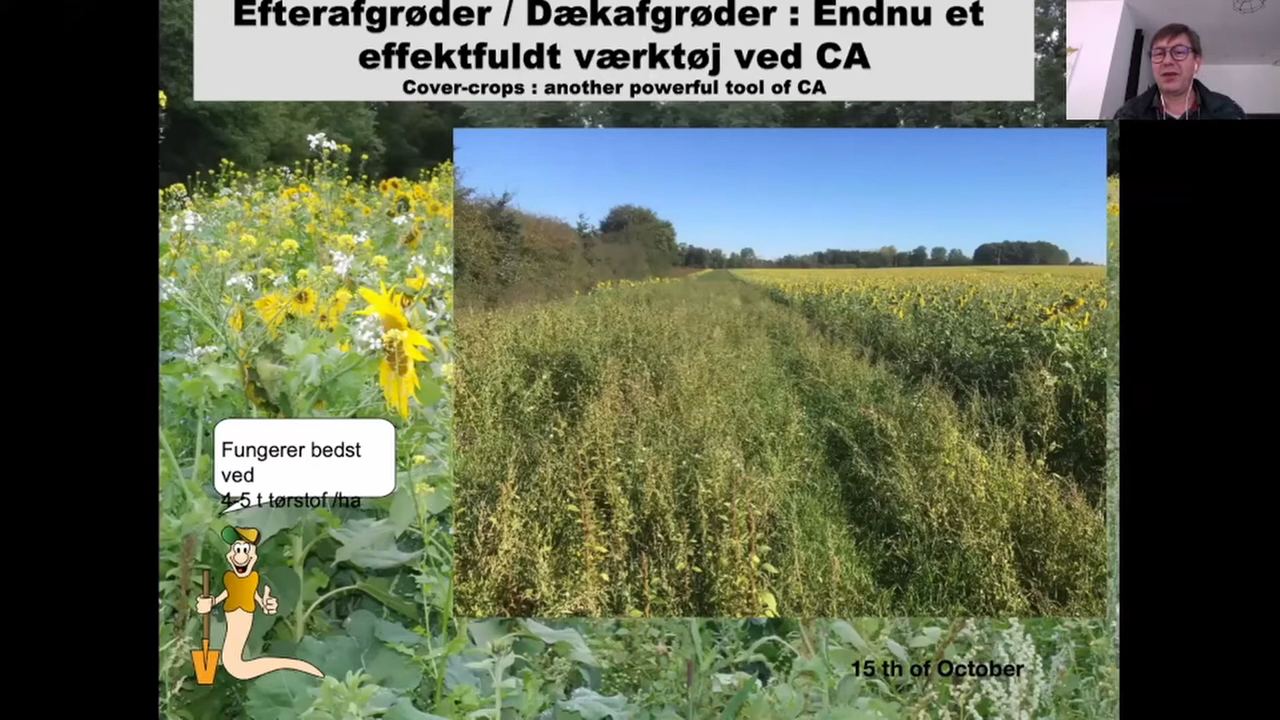 Efterafgrøder / Dækafgrøder : Endnu et
effektfuldt værktøj ved CA
Cover-crops : another powerful tool of CA
Fungerer bedst
ved
4-5 t tørstof /ha
15 th of October